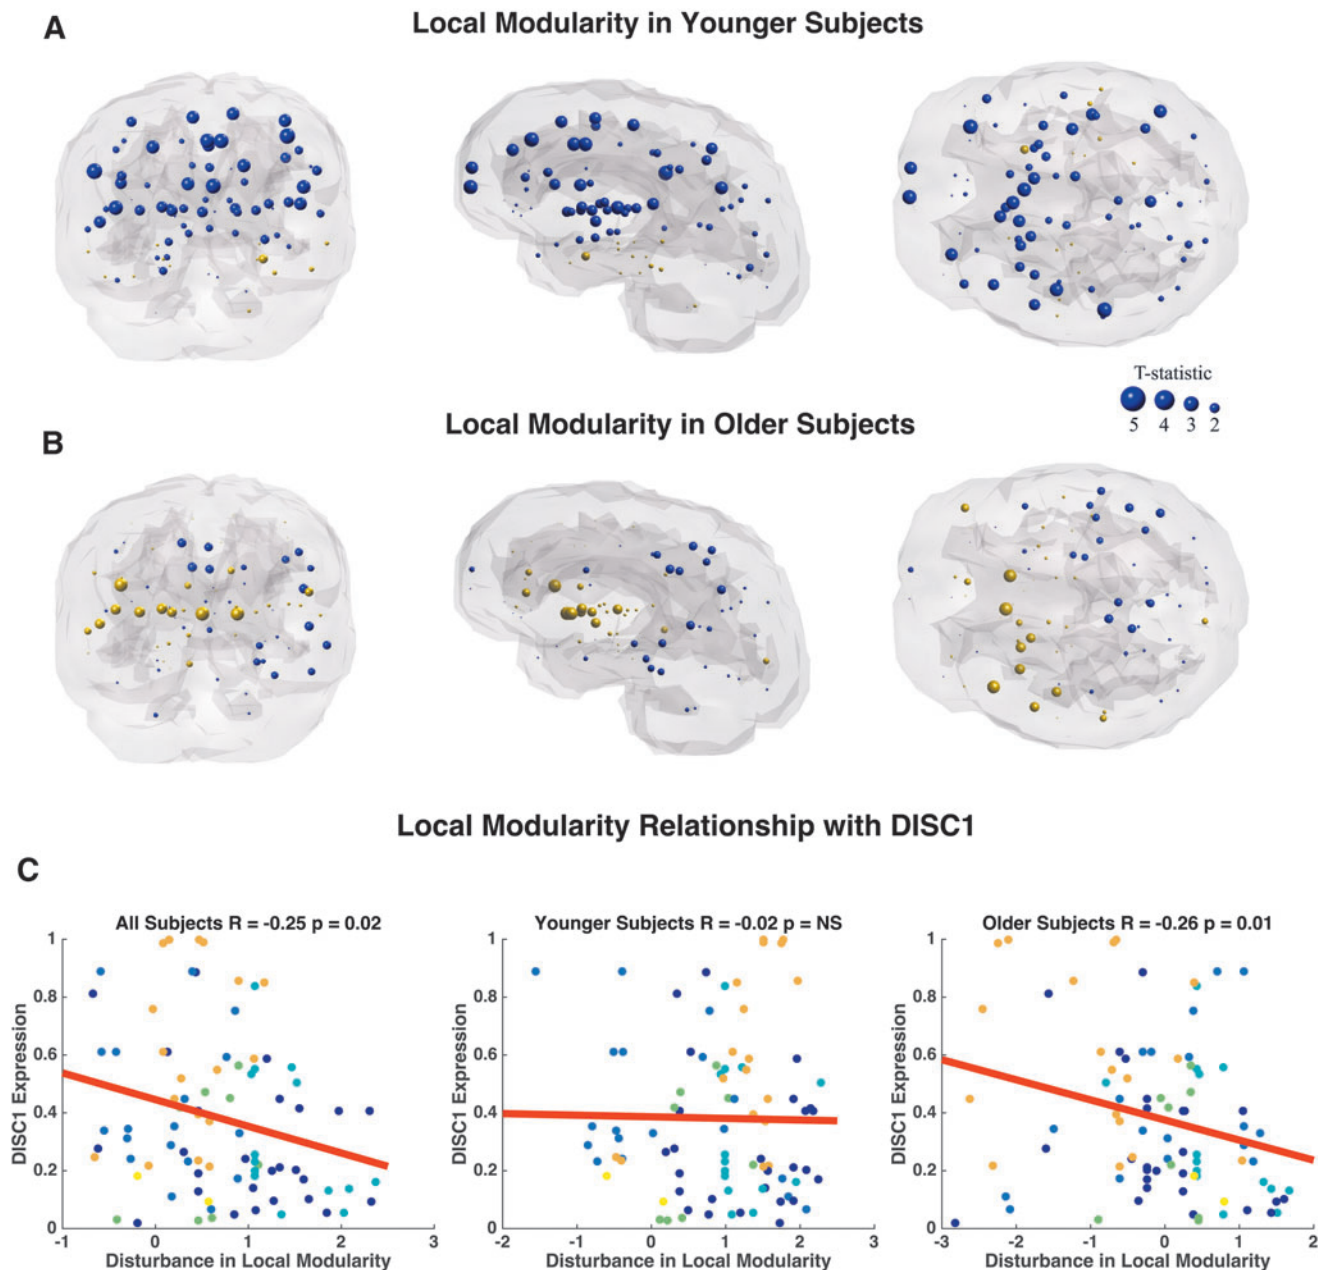 A
Local Modularity in Younger Subjects
T-statistic
5 4 3 2
B
Local Modularity in Older Subjects
Local Modularity Relationship with DISC1
C
All Subjects R = -0.25 p = 0.02
DISC1 Expression
1
0.8
0.6
0.4
0.2
0
-1 0 1 2 3
Disturbance in Local Modularity
Younger Subjects R = -0.02 p = NS
DISC1 Expression
1
0.8
0.6
0.4
0.2
0
-2 -1 0 1 2 3
Disturbance in Local Modularity
Older Subjects R = -0.26 p = 0.01
DISC1 Expression
1
0.8
0.6
0.4
0.2
0
-3 -2 -1 0 1 2
Disturbance in Local Modularity